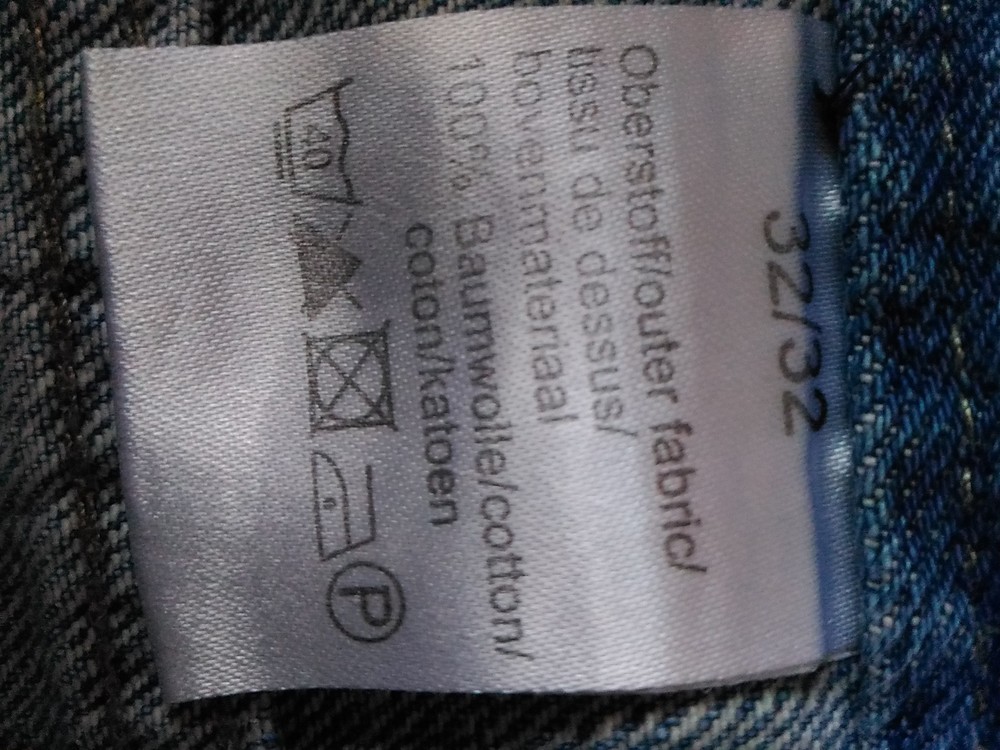 32/32
Oberstoff/outer fabric/
tissu de dessus/
bovenmateriaal
100% Baumwolle/cotton/
coton/katoen
40
P